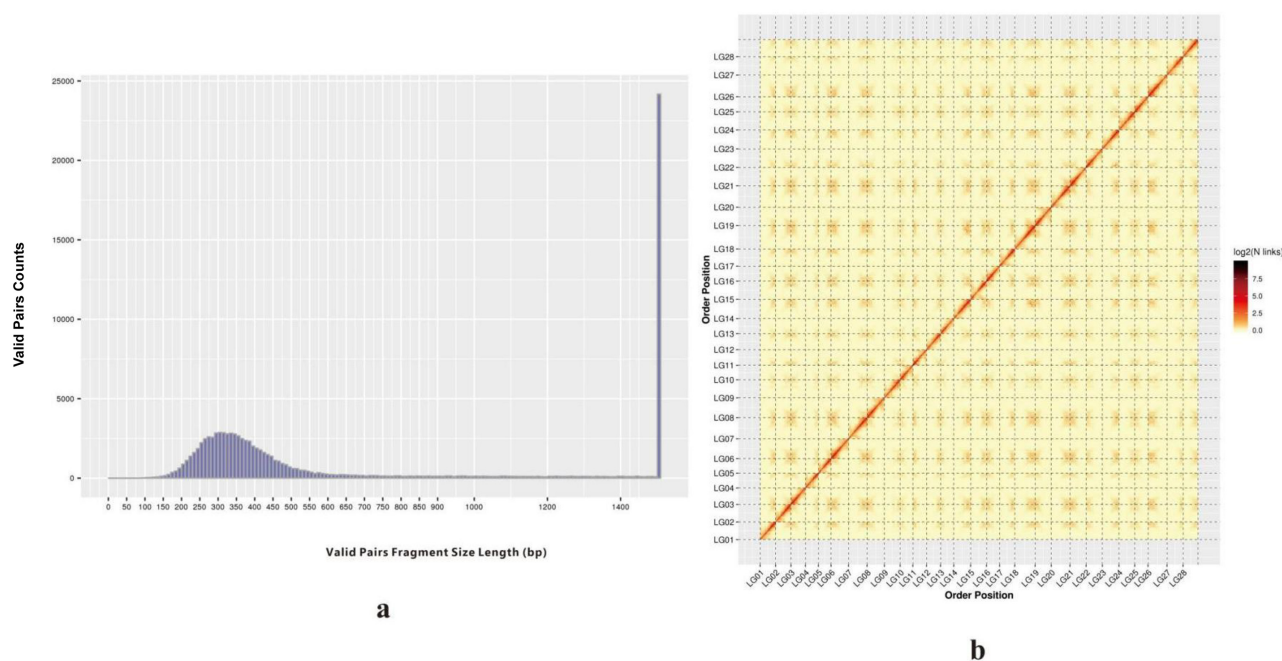 25000
20000
15000
10000
5000
0
Valid Pairs Counts
0 50 100 150 200 250 300 350 400 450 500 550 600 650 700 750 800 850 900 1000 1200 1400
Valid Pairs Fragment Size Length (bp)
a
LG28
LG27
LG26
LG25
LG24
LG23
LG22
LG21
LG20
LG19
LG18
LG17
LG16
LG15
LG14
LG13
LG12
LG11
LG10
LG09
LG08
LG07
LG06
LG05
LG04
LG03
LG02
LG01
Order Position
LG01 LG02 LG03 LG04 LG05 LG06 LG07 LG08 LG09 LG10 LG11 LG12 LG13 LG14 LG15 LG16 LG17 LG18 LG19 LG20 LG21 LG22 LG23 LG24 LG25 LG26 LG27 LG28
Order Position
log2(N links)
7.5
5.0
2.5
0.0
b